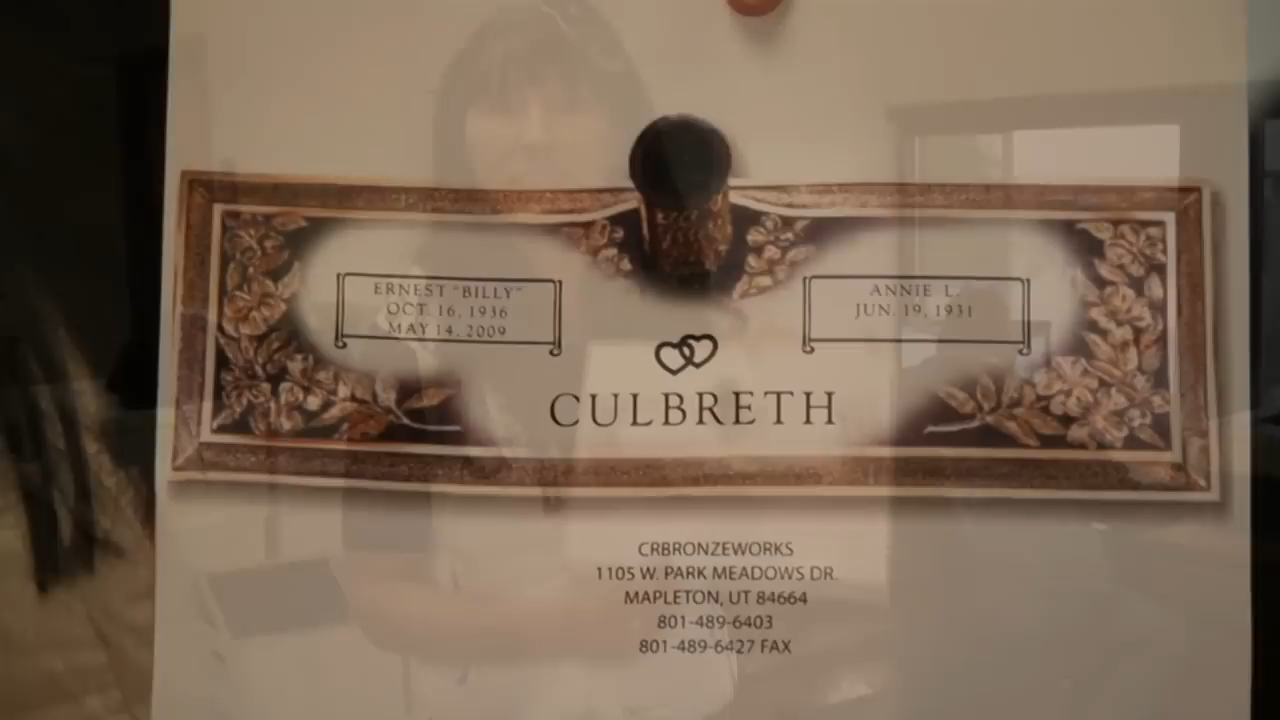 ERNEST "BILLY"
OCT. 16, 1936
MAY 14. 2009
ANNIE L.
JUN. 19, 1931
CULBRETH
CRBRONZEWORKS
1105 W. PARK MEADOWS DR.
MAPLETON, UT 84664
801-489-6403
801-489-6427 FAX